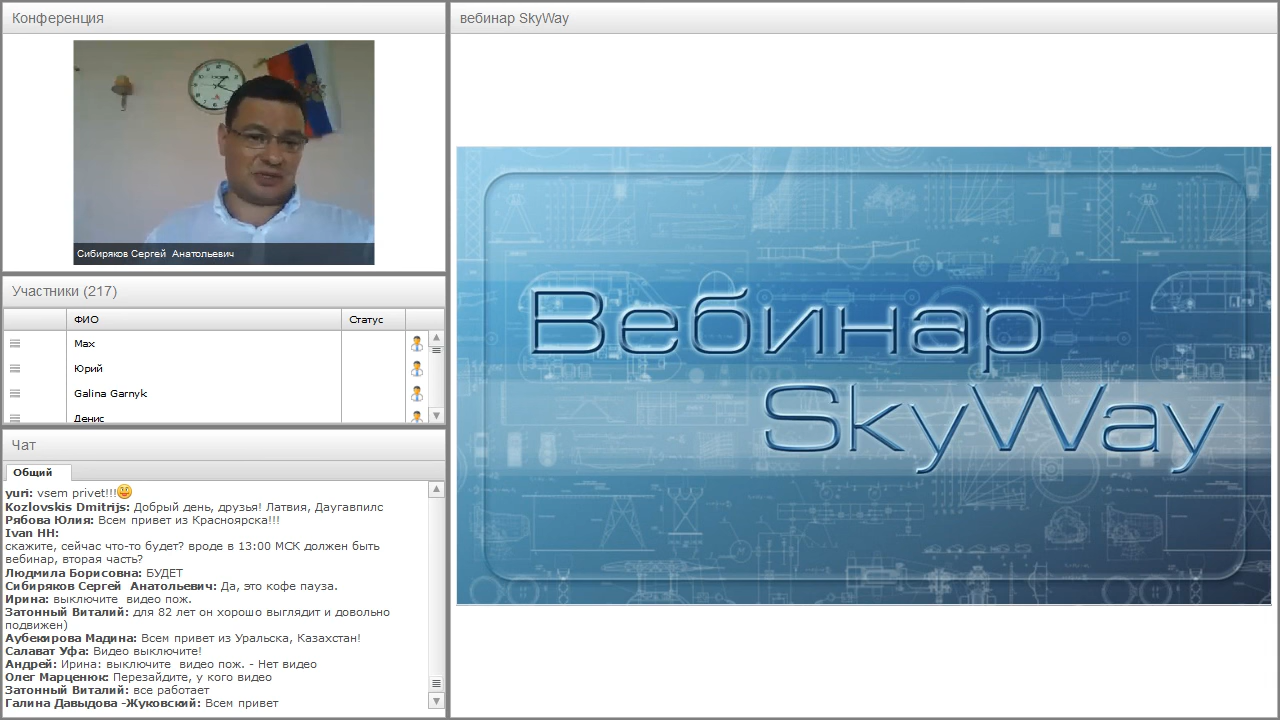 Конференция
Сибиряков Сергей  Анатольевич
Участники (217)
ФИО
Статус
Max
Юрий
Galina Garnyk
Денис
Чат
Общий
yuri: vsem privet!!!
Kozlovskis Dmitrijs: Добрый день, друзья! Латвия, Даугавпилс
Рябова Юлия: Всем привет из Красноярска!!!
Ivan НН:
скажите, сейчас что-то будет? вроде в 13:00 МСК должен быть
вебинар, вторая часть?
Людмила Борисовна: БУДЕТ
Сибиряков Сергей  Анатольевич: Да, это кофе пауза.
Ирина: выключите  видео пож.
Затонный Виталий: для 82 лет он хорошо выглядит и довольно
подвижен)
Аубекирова Мадина: Всем привет из Уральска, Казахстан!
Салават Уфа: Видео выключите!
Андрей: Ирина: выключите  видео пож. - Нет видео
Олег Марценюк: Перезайдите, у кого видео
Затонный Виталий: все работает
Галина Давыдова -Жуковский: Всем привет
вебинар SkyWay
Вебинар
SkyWay